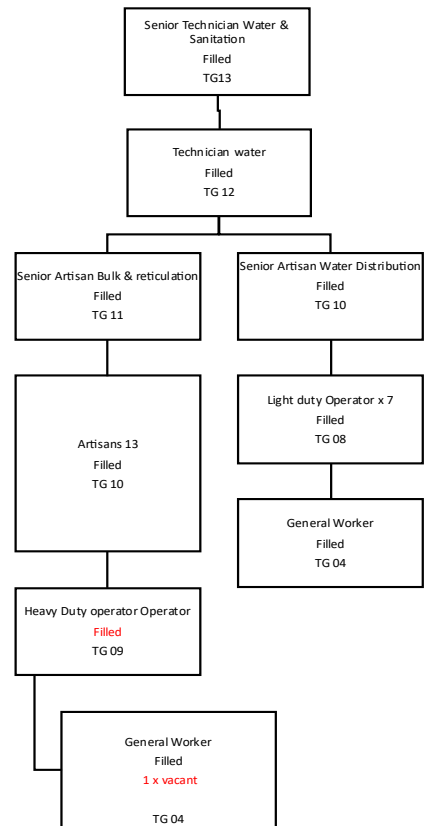 Senior Technician Water &
Sanitation
Filled
TG13
Technician water
Filled
TG 12
Senior Artisan Bulk & reticulation
Filled
TG 11
Senior Artisan Water Distribution
Filled
TG 10
Artisans 13
Filled
TG 10
Light duty Operator x 7
Filled
TG 08
General Worker
Filled
TG 04
Heavy Duty operator Operator
Filled
TG 09
General Worker
Filled
1 x vacant
TG 04